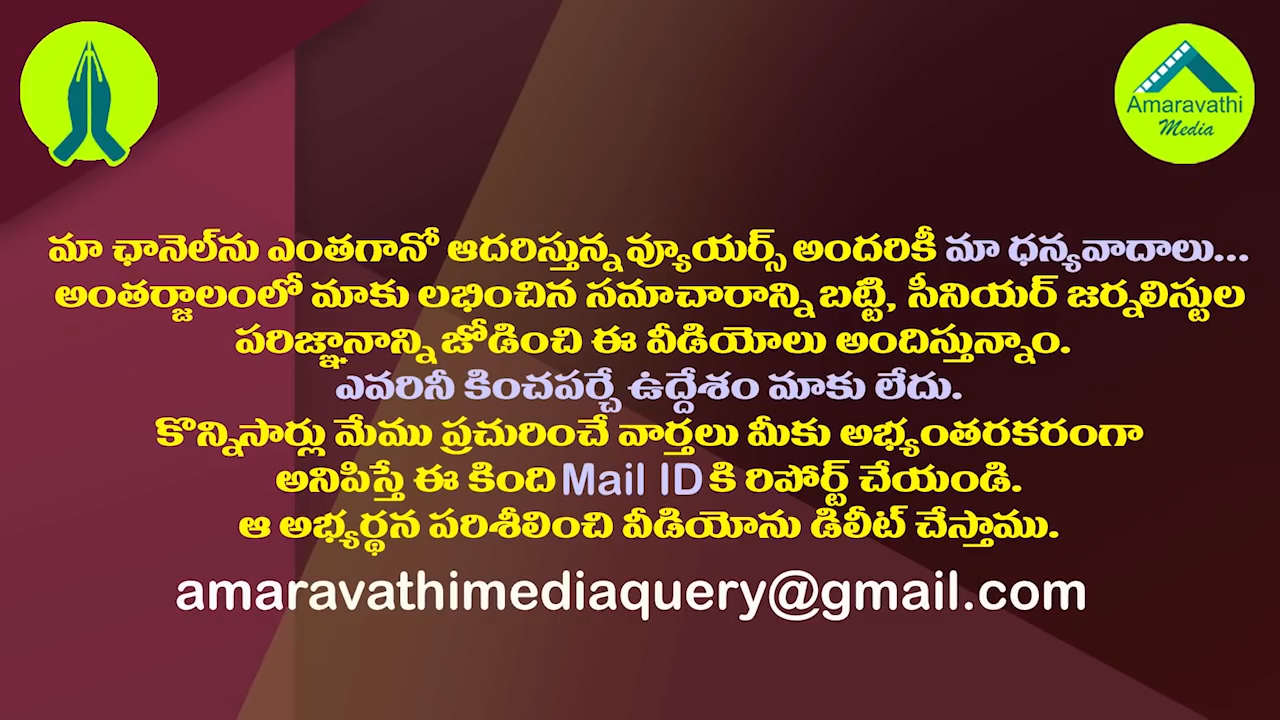 Amaravathi
Media
మా ఛానెల్‌ను ఎంతగానో ఆదరిస్తున్న వ్యూయర్స్ అందరికీ మా ధన్యవాదాలు...
అంతర్జాలంలో మాకు లభించిన సమాచారాన్ని బట్టి, సీనియర్ జర్నలిస్టుల
పరిజ్ఞానాన్ని జోడించి ఈ వీడియోలు అందిస్తున్నాం.
ఎవరినీ కించపర్చే ఉద్దేశం మాకు లేదు.
కొన్నిసార్లు మేము ప్రచురించే వార్తలు మీకు అభ్యంతరకరంగా
అనిపిస్తే ఈ కింది Mail ID కి రిపోర్ట్ చేయండి.
ఆ అభ్యర్థన పరిశీలించి వీడియోను డిలీట్ చేస్తాము.
amaravathimediaquery@gmail.com